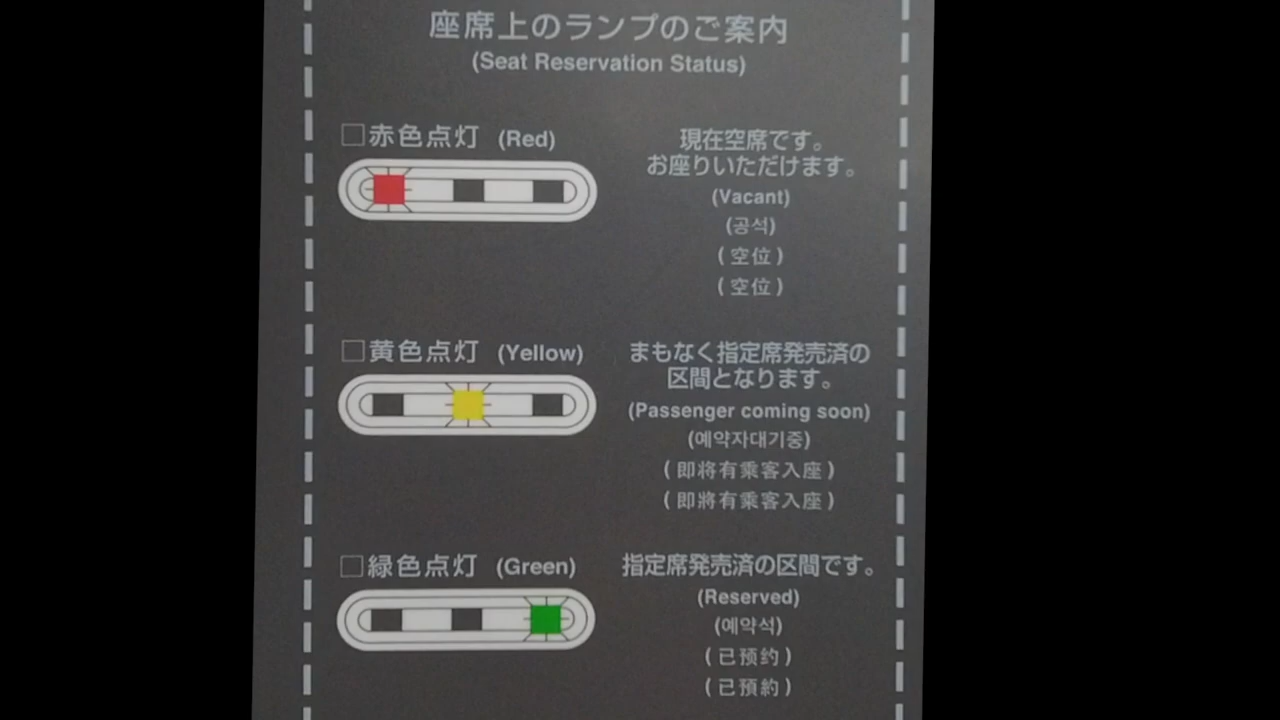 座席上のランプのご案内
(Seat Reservation Status)
□赤色点灯 (Red)
現在空席です。
お座りいただけます。
(Vacant)
(공석)
(空位)
(空位)
□黄色点灯 (Yellow)
まもなく指定席発売済の
区間となります。
(Passenger coming soon)
(예약자대기중)
(即将有乘客入座)
(即將有乘客入座)
□緑色点灯 (Green)
指定席発売済の区間です。
(Reserved)
(예약석)
(已预约)
(已預約)